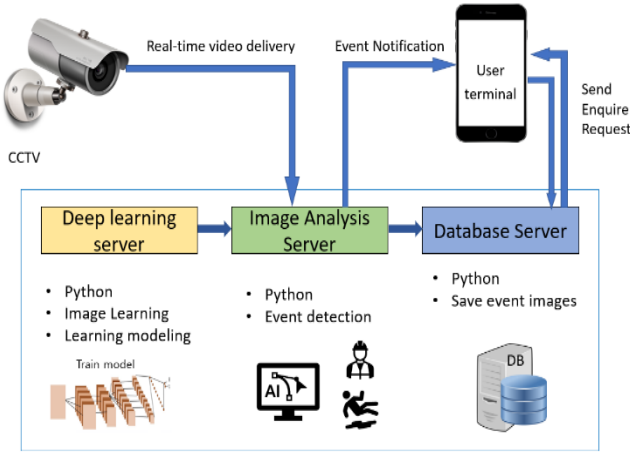 Real-time video delivery
Event Notification
User
terminal
Send
Enquire
Request
CCTV
Deep learning
server
Image Analysis
Server
Database Server
• Python
• Image Learning
• Learning modeling
• Python
• Event detection
• Python
• Save event images
Train model
AI
DB